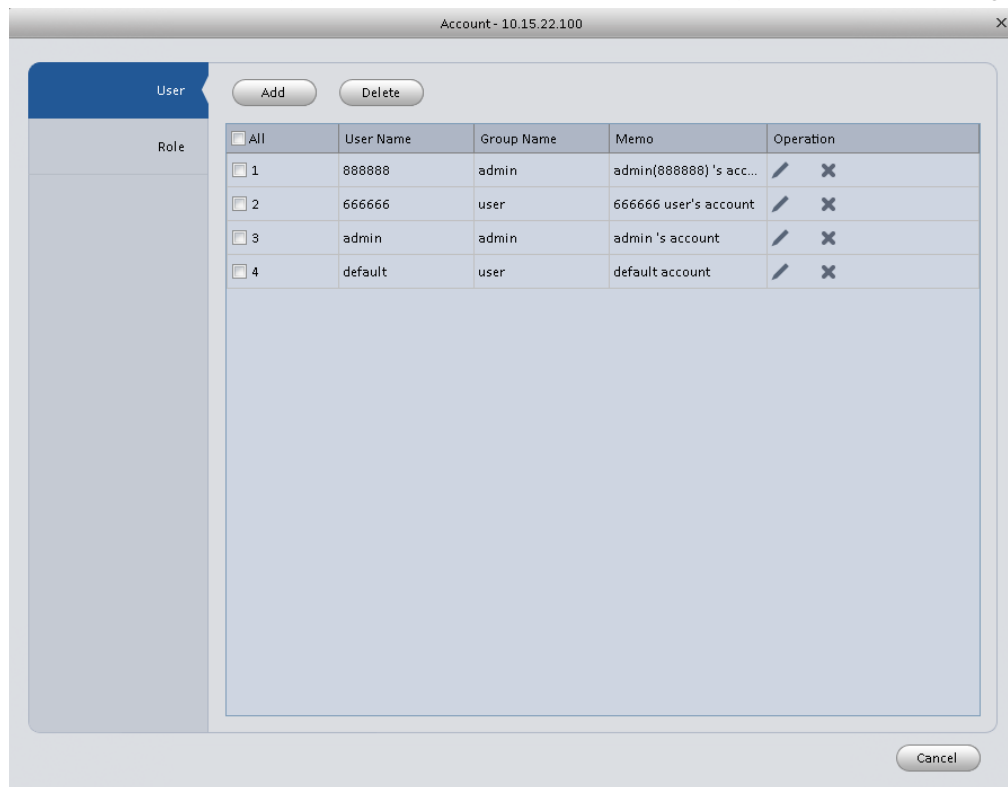 Account - 10.15.22.100
User
Role
Add Delete
All User Name Group Name Memo Operation
1 888888 admin admin(888888) 's acc...
2 666666 user 666666 user's account
3 admin admin admin 's account
4 default user default account
Cancel